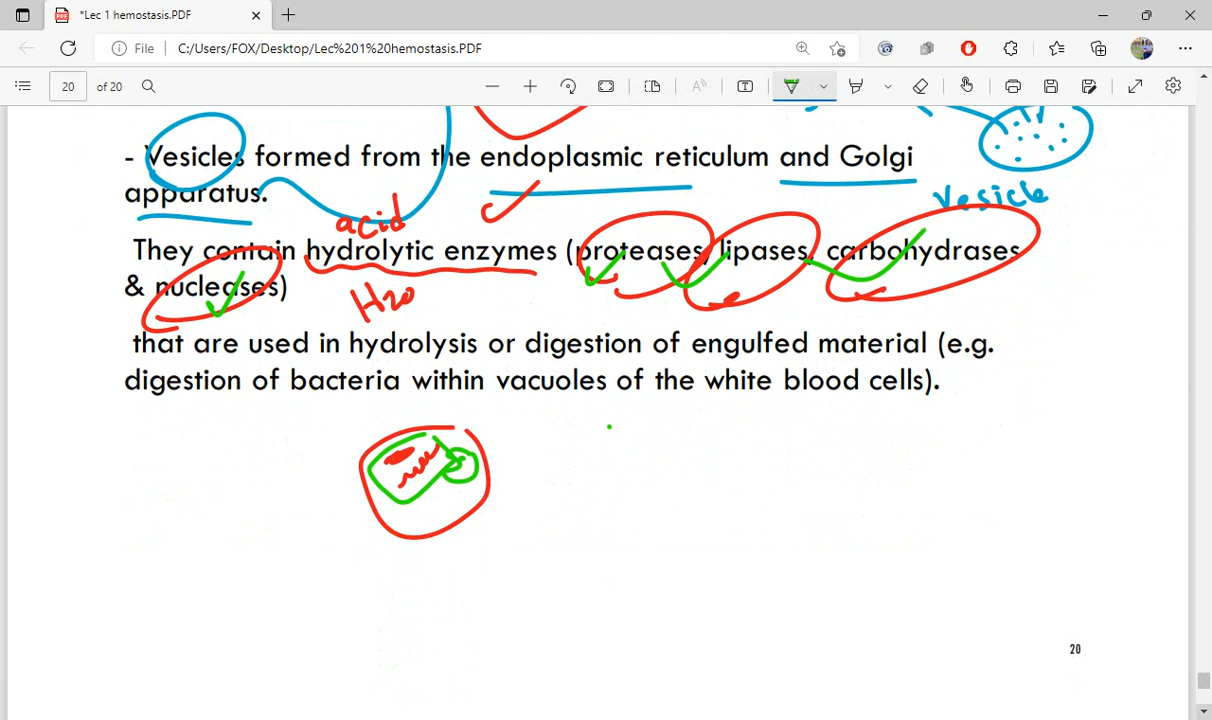 *Lec 1 hemostasis.PDF
File C:/Users/FOX/Desktop/Lec%201%20hemostasis.PDF
20 of 20
- Vesicles formed from the endoplasmic reticulum and Golgi
apparatus.
vesicle
acid
They contain hydrolytic enzymes (proteases, lipases, carbohydrases
& nucleases)
H20
that are used in hydrolysis or digestion of engulfed material (e.g.
digestion of bacteria within vacuoles of the white blood cells).
20